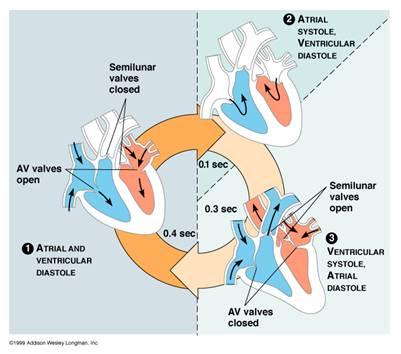 2 ATRIAL
SYSTOLE,
VENTRICULAR
DIASTOLE
Semilunar
valves
closed
AV valves
open
0.1 sec
0.3 sec
0.4 sec
Semilunar
valves
open
1 ATRIAL AND
VENTRICULAR
DIASTOLE
3
VENTRICULAR
SYSTOLE,
ATRIAL
DIASTOLE
AV valves
closed
©1999 Addison Wesley Longman, Inc.